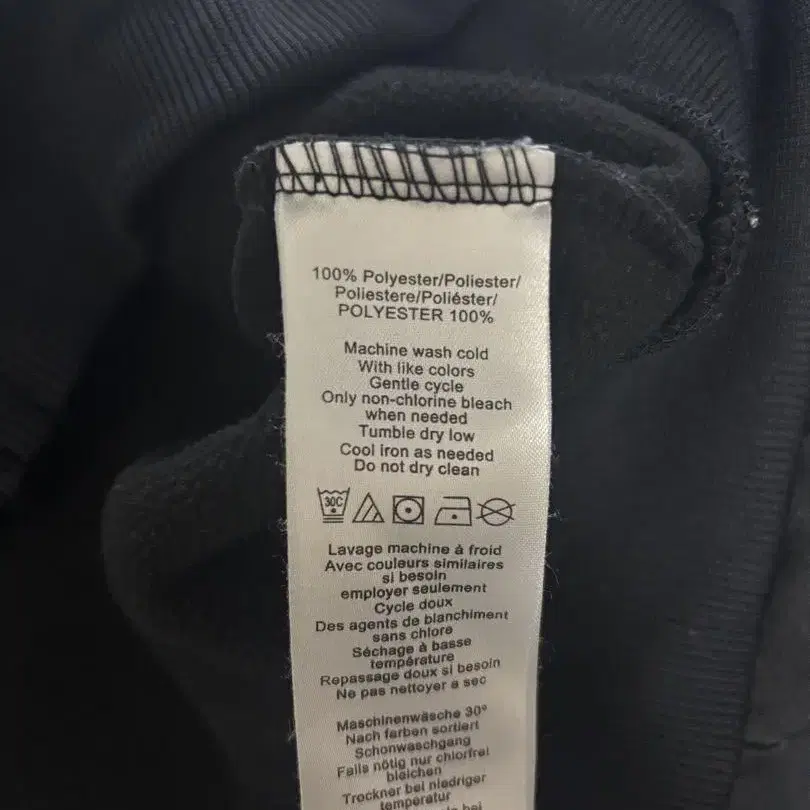 100% Polyester/Poliester/
Poliestere/Poliéster/
POLYESTER 100%
Machine wash cold
With like colors
Gentle cycle
Only non-chlorine bleach
when needed
Tumble dry low
Cool iron as needed
Do not dry clean
30C
Lavage machine à froid
Avec couleurs similaires
si besoin
employer seulement
Cycle doux
Des agents de blanchiment
sans chlore
Séchage à basse
température
Repassage doux si besoin
Ne pas nettoyer a sec
Maschinenwäsche 30°
Nach farben sortiert
Schonwaschgang
Falls nötig nur chlorfrei
bleichen
Trockner bei niedriger
temperatur
bei